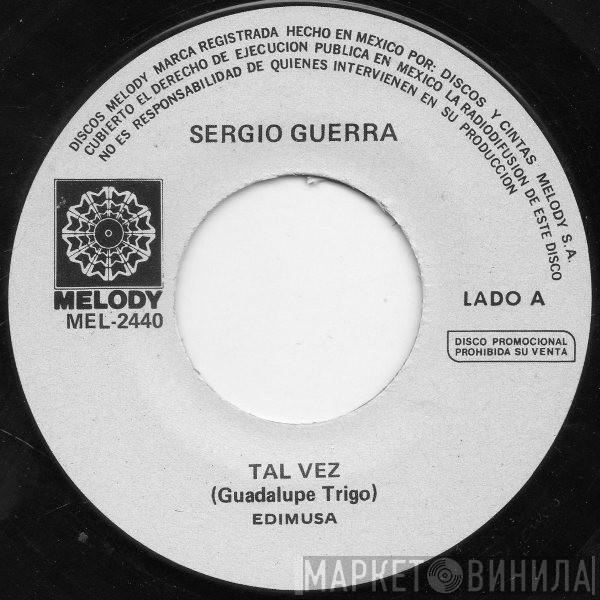 DISCOS MELODY MARCA REGISTRADA HECHO EN MEXICO POR: DISCOS Y CINTAS MELODY S.A.
CUBIERTO EL DERECHO DE EJECUCION PUBLICA EN MEXICO LA RADIODIFUSION DE ESTE DISCO
NO ES RESPONSABILIDAD DE QUIENES INTERVIENEN EN SU PRODUCCION
SERGIO GUERRA
MELODY
MEL-2440
LADO A
DISCO PROMOCIONAL
PROHIBIDA SU VENTA
TAL VEZ
(Guadalupe Trigo)
EDIMUSA
МАРКЕТ ВИНИЛА